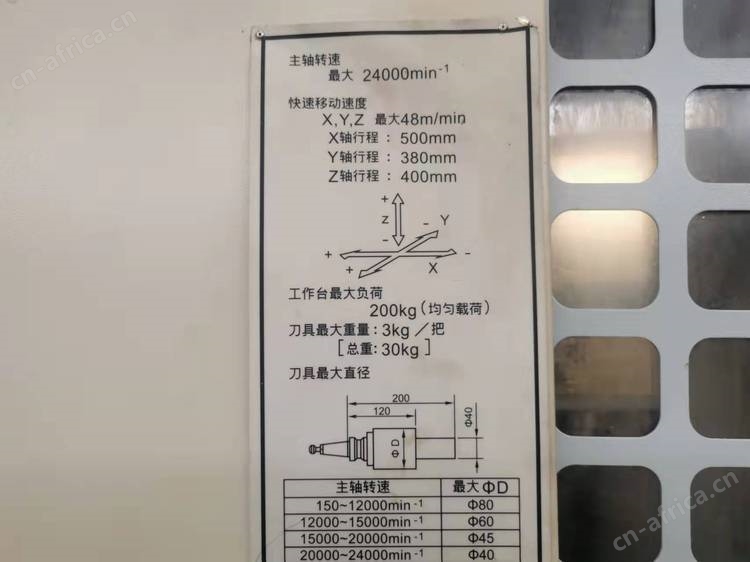 cn-africa.cn
主轴转速
最大 24000min⁻¹
快速移动速度
X,Y,Z 最大48m/min
X轴行程：500mm
Y轴行程：380mm
Z轴行程：400mm
+
Z
-
- Y
+ -
+ X
工作台最大负荷
200kg(均匀载荷)
刀具最大重量：3kg／把
[总重：30kg]
刀具最大直径
200
120
Φ40
ΦD
主轴转速 最大 ΦD
150~12000min⁻¹ Φ80
12000~15000min⁻¹ Φ60
15000~20000min⁻¹ Φ45
20000~24000min⁻¹ Φ40
cn-africa.cn